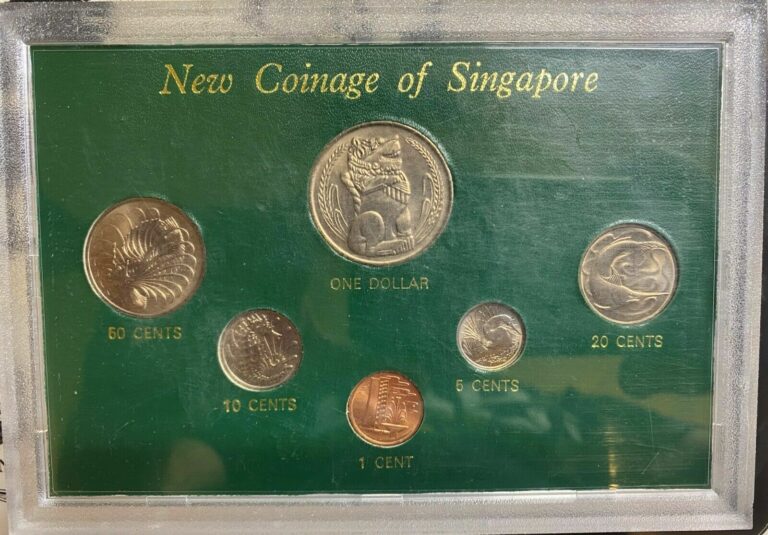 New Coinage of Singapore
ONE DOLLAR
50 CENTS
20 CENTS
5 CENTS
10 CENTS
1 CENT